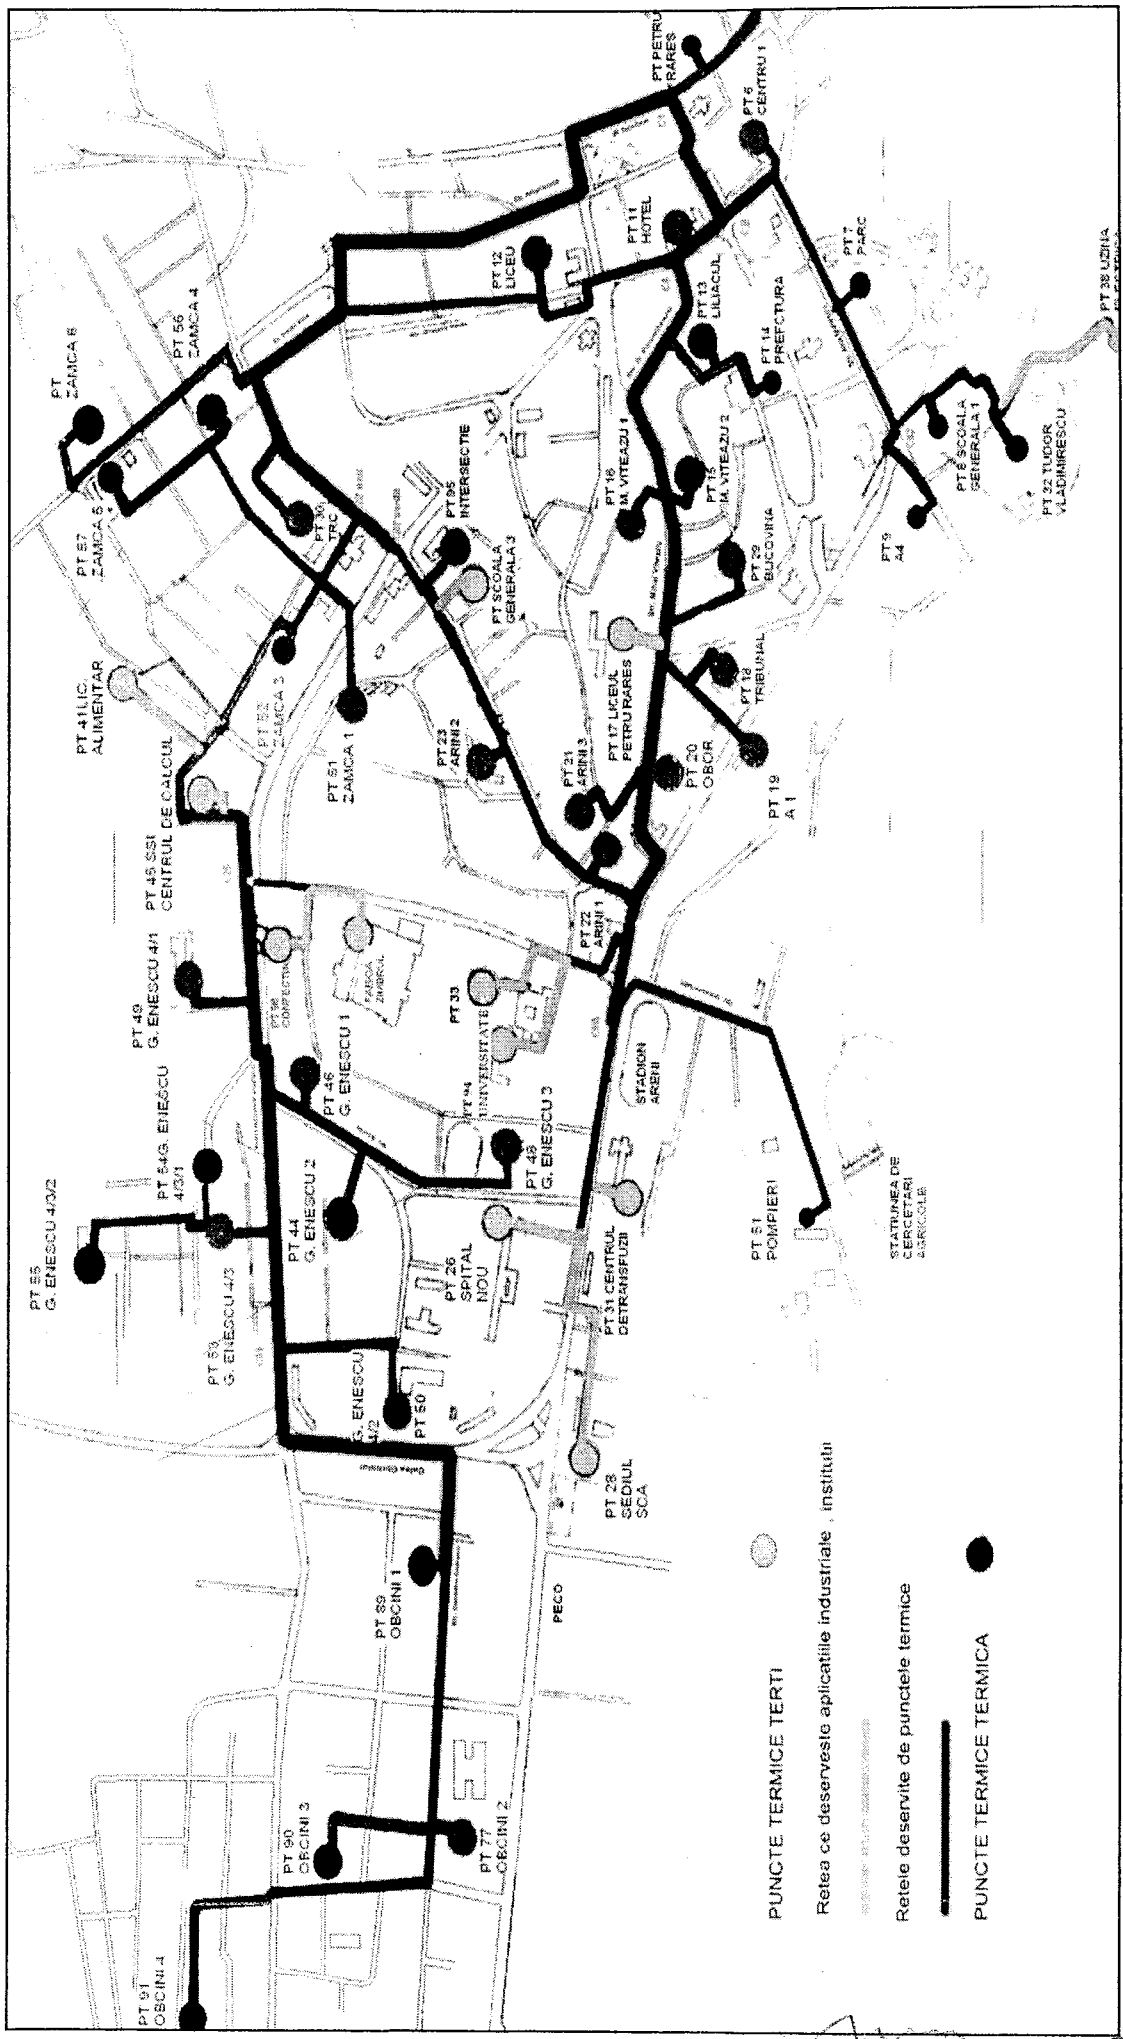 PT 91
OBCINI 4
PT 90
OBCINI 3
PT 77
OBCINI 2
PT 89
OBCINI 1
PECO
PT 55
G. ENESCU 4/3/2
PT 54 G. ENESCU
4/3/1
PT 53
G. ENESCU 4/3
G. ENESCU
4/2
PT 50
PT 44
G. ENESCU 2
PT 46
G. ENESCU 1
PT 48
G. ENESCU 3
PT 49
G. ENESCU 4/1
PT 45 SSI
CENTRUL DE CALCUL
PT 41 LIC.
ALIMENTAR
PT 26
SPITAL
NOU
PT 28
SEDIUL
SCA
PT 31 CENTRUL
DETRANSFUZII
PT 94
UNIVERSITATE
PT 33
STADION
ARENI
PT 51
POMPIERI
STATIUNEA DE
CERCETARI
AGRICOLE
PT 22
ARINI 1
PT 21
ARINI 3
PT 23
ARINI 2
PT 17 LICEUL
PETRU RARES
PT 20
OBOR
PT 19
A 1
PT 18
TRIBUNAL
PT 29
BUCOVINA
PT 15
M. VITEAZU 2
PT 16
M. VITEAZU 1
PT SCOALA
GENERALA 3
PT95
INTERSECTIE
PT 61
ZAMCA 1
ZAMCA 3
TRC
PT 57
ZAMCA 5
PT
ZAMCA 6
PT 56
ZAMCA 4
PT 12
LICEU
PT 11
HOTEL
PT 13
LILIACUL
PT 14
PREFECTURA
PT PETRU
RARES
PT 6
CENTRU 1
PT 7
PARC
PT 8 SCOALA
GENERALA 1
PT 9
A4
PT 32 TUDOR
VLADIMIRESCU
PT 38 UZINA
PUNCTE TERMICE TERTI
Retea ce deserveste aplicatiile industriale , institutii
Retele deservite de punctele termice
PUNCTE TERMICE TERMICA